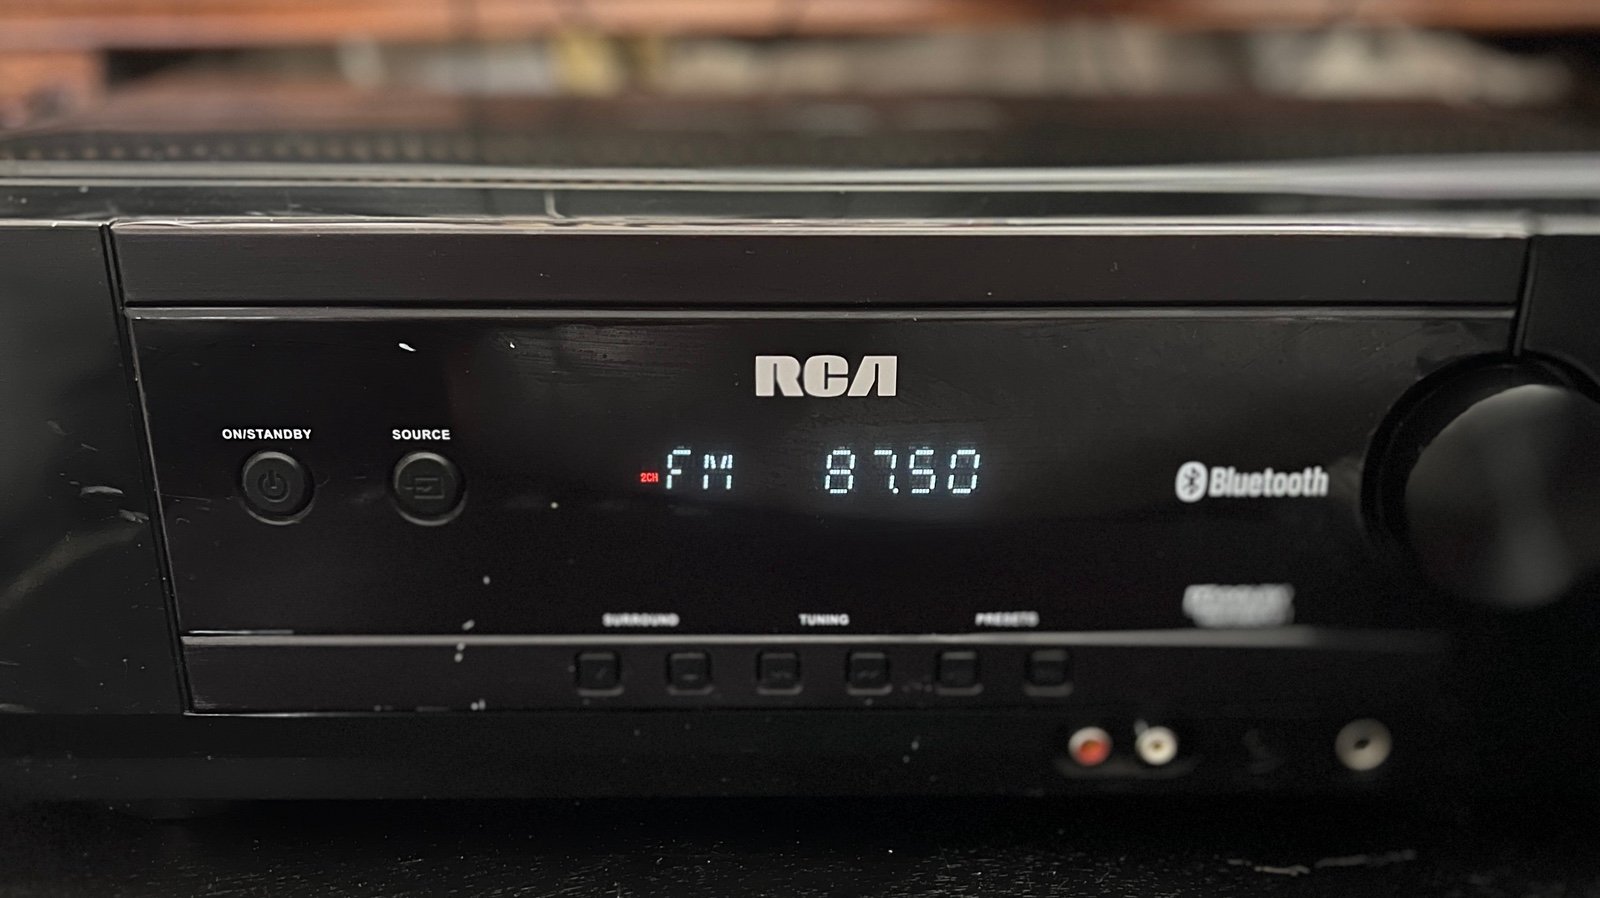 RCA
ON/STANDBY SOURCE
2CH FM 87.50
Bluetooth
SURROUND TUNING PRESETS